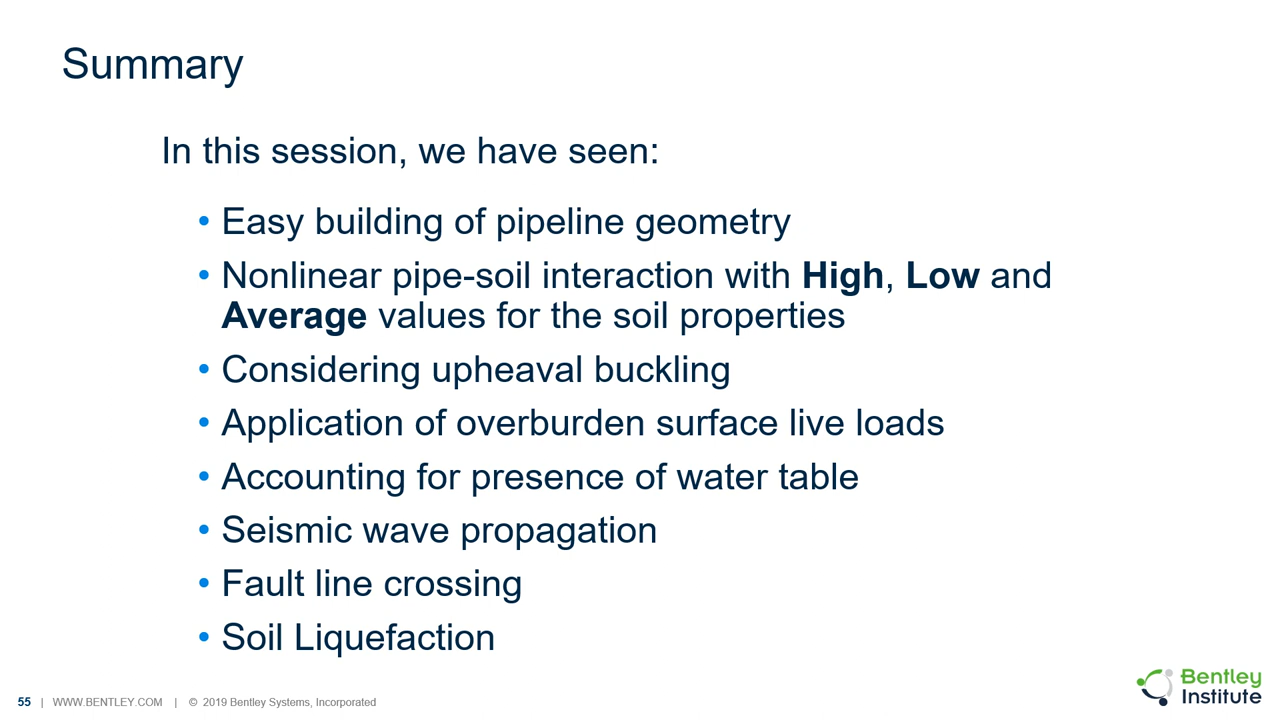 Summary
In this session, we have seen:
• Easy building of pipeline geometry
• Nonlinear pipe-soil interaction with High, Low and
Average values for the soil properties
• Considering upheaval buckling
• Application of overburden surface live loads
• Accounting for presence of water table
• Seismic wave propagation
• Fault line crossing
• Soil Liquefaction
55 | WWW.BENTLEY.COM | © 2019 Bentley Systems, Incorporated
Bentley
Institute